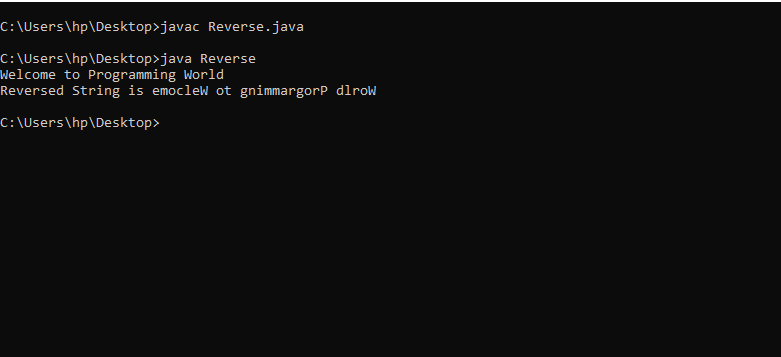 C:\Users\hp\Desktop>javac Reverse.java
C:\Users\hp\Desktop>java Reverse
Welcome to Programming World
Reversed String is emocleW ot gnimmargorP dlroW
C:\Users\hp\Desktop>